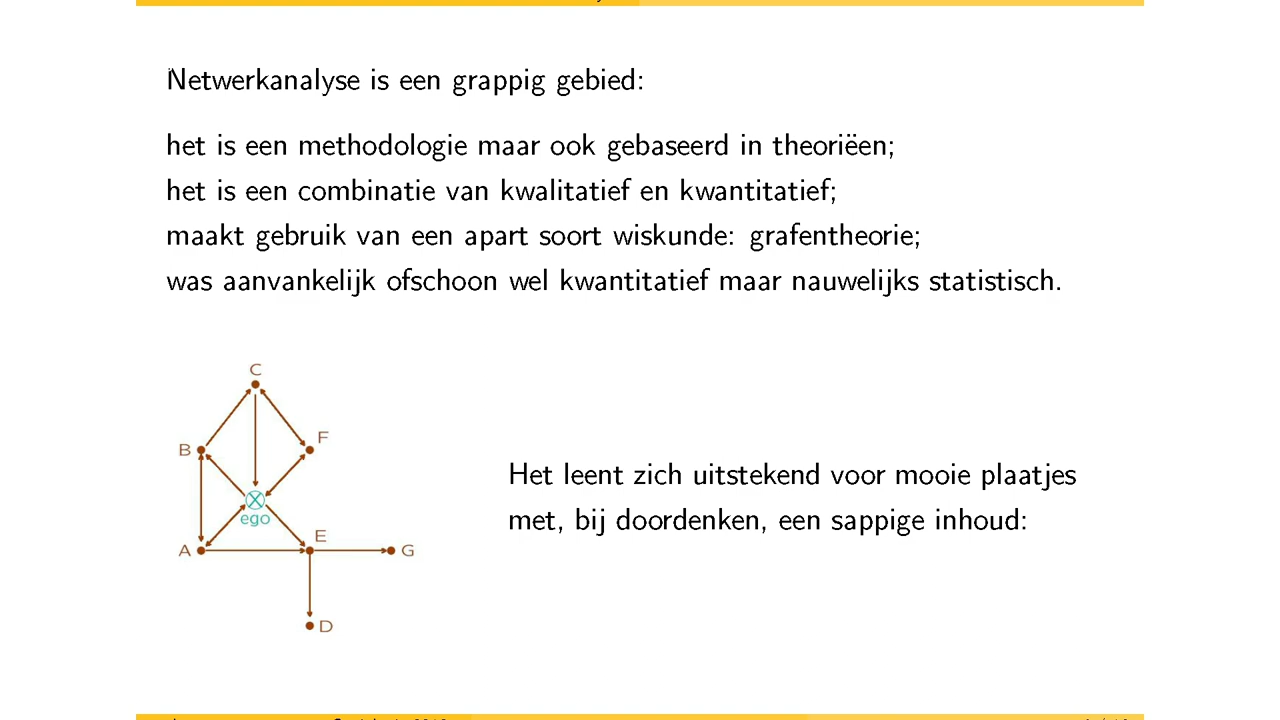 Netwerkanalyse is een grappig gebied:
het is een methodologie maar ook gebaseerd in theorieën;
het is een combinatie van kwalitatief en kwantitatief;
maakt gebruik van een apart soort wiskunde: grafentheorie;
was aanvankelijk ofschoon wel kwantitatief maar nauwelijks statistisch.
C
B
F
ego
A
E
G
D
Het leent zich uitstekend voor mooie plaatjes
met, bij doordenken, een sappige inhoud: